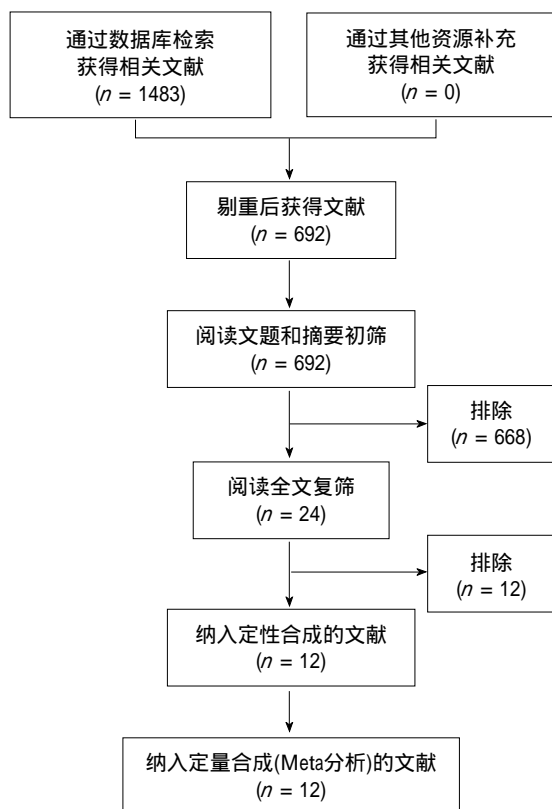 通过数据库检索
获得相关文献
(n = 1483)
通过其他资源补充
获得相关文献
(n = 0)
剔重后获得文献
(n = 692)
阅读文题和摘要初筛
(n = 692)
排除
(n = 668)
阅读全文复筛
(n = 24)
排除
(n = 12)
纳入定性合成的文献
(n = 12)
纳入定量合成(Meta分析)的文献
(n = 12)